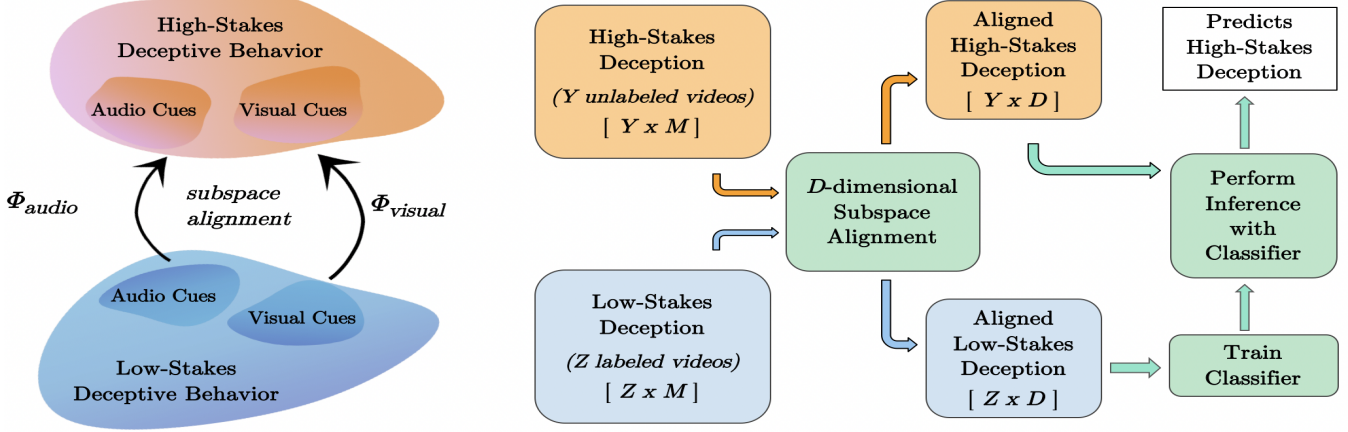 High-Stakes
Deceptive Behavior
Audio Cues
Visual Cues
Φaudio
subspace
alignment
Φvisual
Audio Cues
Visual Cues
Low-Stakes
Deceptive Behavior
High-Stakes
Deception
(Y unlabeled videos)
[ Y x M ]
Low-Stakes
Deception
(Z labeled videos)
[ Z x M ]
D-dimensional
Subspace
Alignment
Aligned
High-Stakes
Deception
[ Y x D ]
Aligned
Low-Stakes
Deception
[ Z x D ]
Predicts
High-Stakes
Deception
Perform
Inference
with
Classifier
Train
Classifier